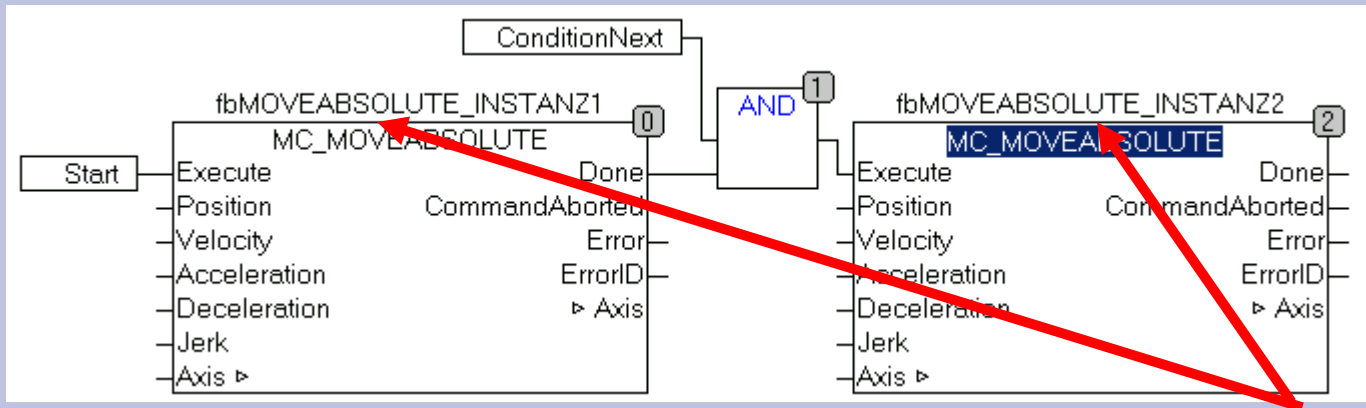 ConditionNext
fbMOVEABSOLUTE_INSTANZ1
0
MC_MOVEABSOLUTE
Start
Execute Done
Position CommandAborted
Velocity Error
Acceleration ErrorID
Deceleration ▹ Axis
Jerk
Axis ▹
AND
1
fbMOVEABSOLUTE_INSTANZ2
2
MC_MOVEABSOLUTE
Execute Done
Position CommandAborted
Velocity Error
Acceleration ErrorID
Deceleration ▹ Axis
Jerk
Axis ▹